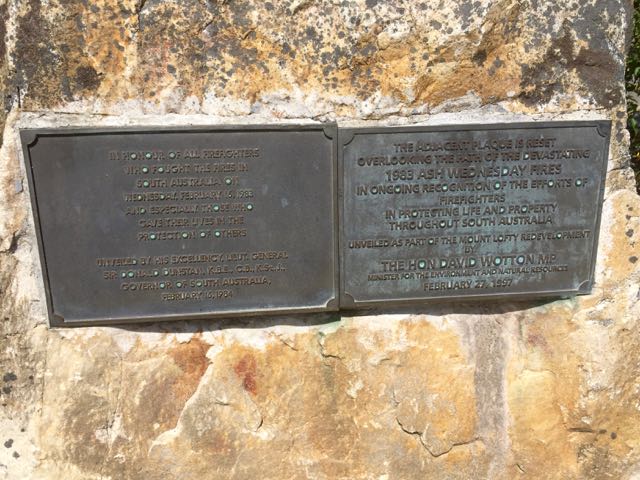 IN HONOUR OF ALL FIREFIGHTERS
WHO FOUGHT THE FIRES IN
SOUTH AUSTRALIA ON
WEDNESDAY, FEBRUARY 16, 1983
AND ESPECIALLY THOSE WHO
GAVE THEIR LIVES IN THE
PROTECTION OF OTHERS
UNVEILED BY HIS EXCELLENCY, LIEUT. GENERAL
SIR DONALD DUNSTAN, K.B.E., C.B., K.ST.J.,
GOVERNOR OF SOUTH AUSTRALIA,
FEBRUARY 16, 1984
THE ADJACENT PLAQUE IS RESET
OVERLOOKING THE PATH OF THE DEVASTATING
1983 ASH WEDNESDAY FIRES
IN ONGOING RECOGNITION OF THE EFFORTS OF
FIREFIGHTERS
IN PROTECTING LIFE AND PROPERTY
THROUGHOUT SOUTH AUSTRALIA
UNVEILED AS PART OF THE MOUNT LOFTY REDEVELOPMENT
BY
THE HON DAVID WOTTON MP
MINISTER FOR THE ENVIRONMENT AND NATURAL RESOURCES
FEBRUARY 27, 1997